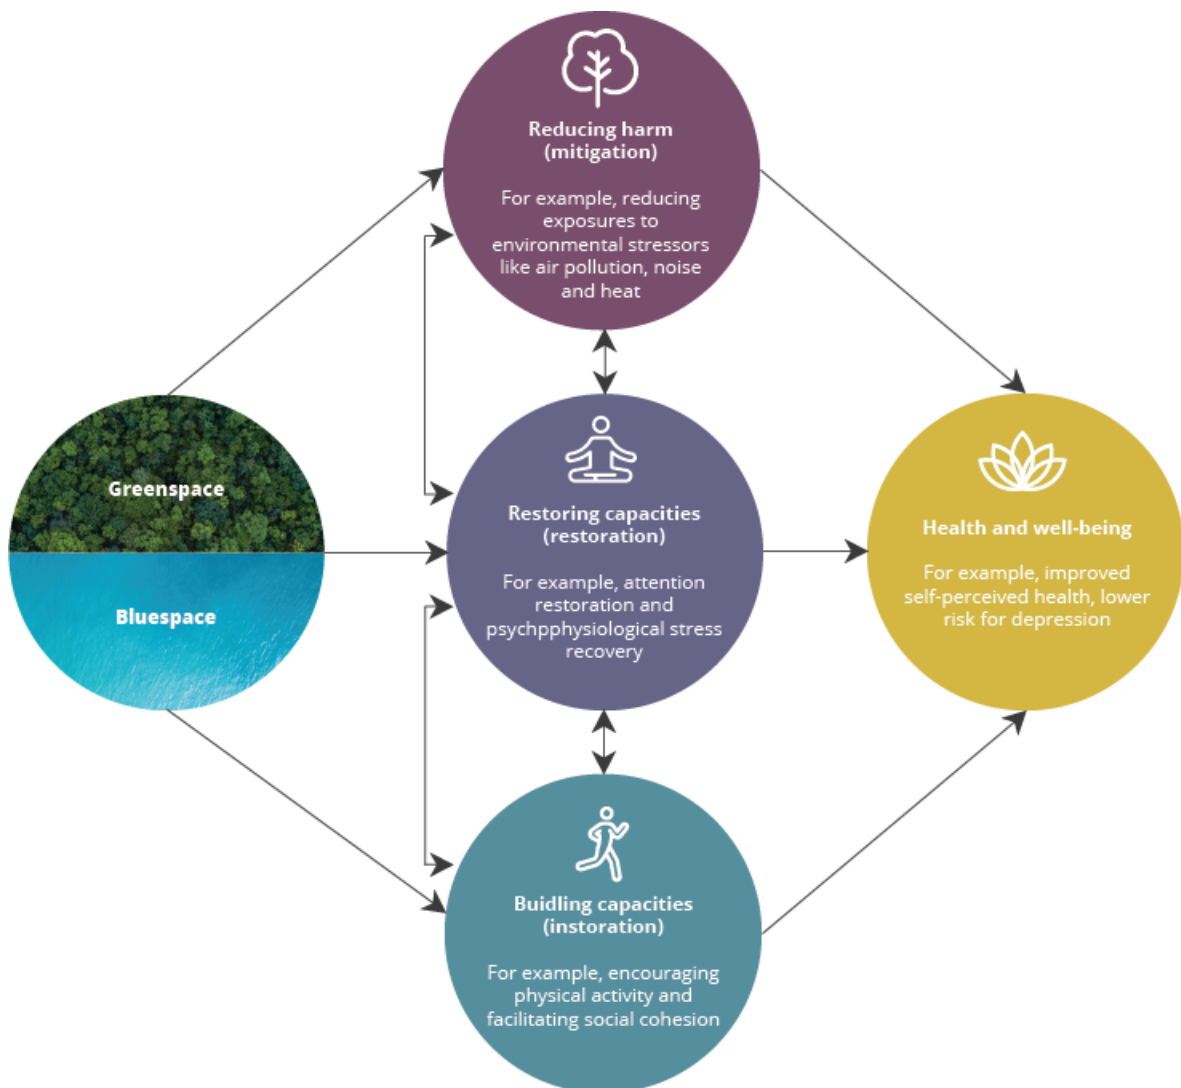 Reducing harm
(mitigation)
For example, reducing
exposures to
environmental stressors
like air pollution, noise
and heat
Greenspace
Bluespace
Restoring capacities
(restoration)
For example, attention
restoration and
psychpphysiological stress
recovery
Health and well-being
For example, improved
self-perceived health, lower
risk for depression
Buidling capacities
(instoration)
For example, encouraging
physical activity and
facilitating social cohesion